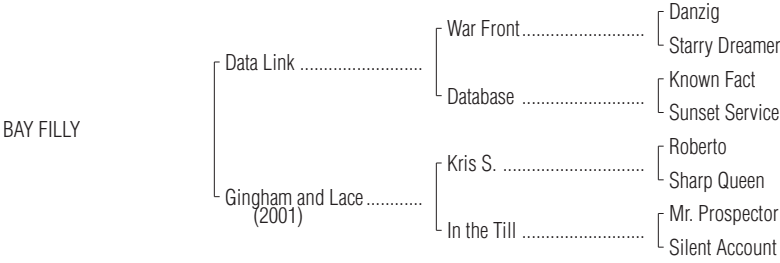 Danzig
War Front..........................
Starry Dreamer
Data Link .........................
Known Fact
Database .........................
Sunset Service
BAY FILLY
Roberto
Kris S. .............................
Sharp Queen
Gingham and Lace............
(2001)
Mr. Prospector
In the Till .........................
Silent Account